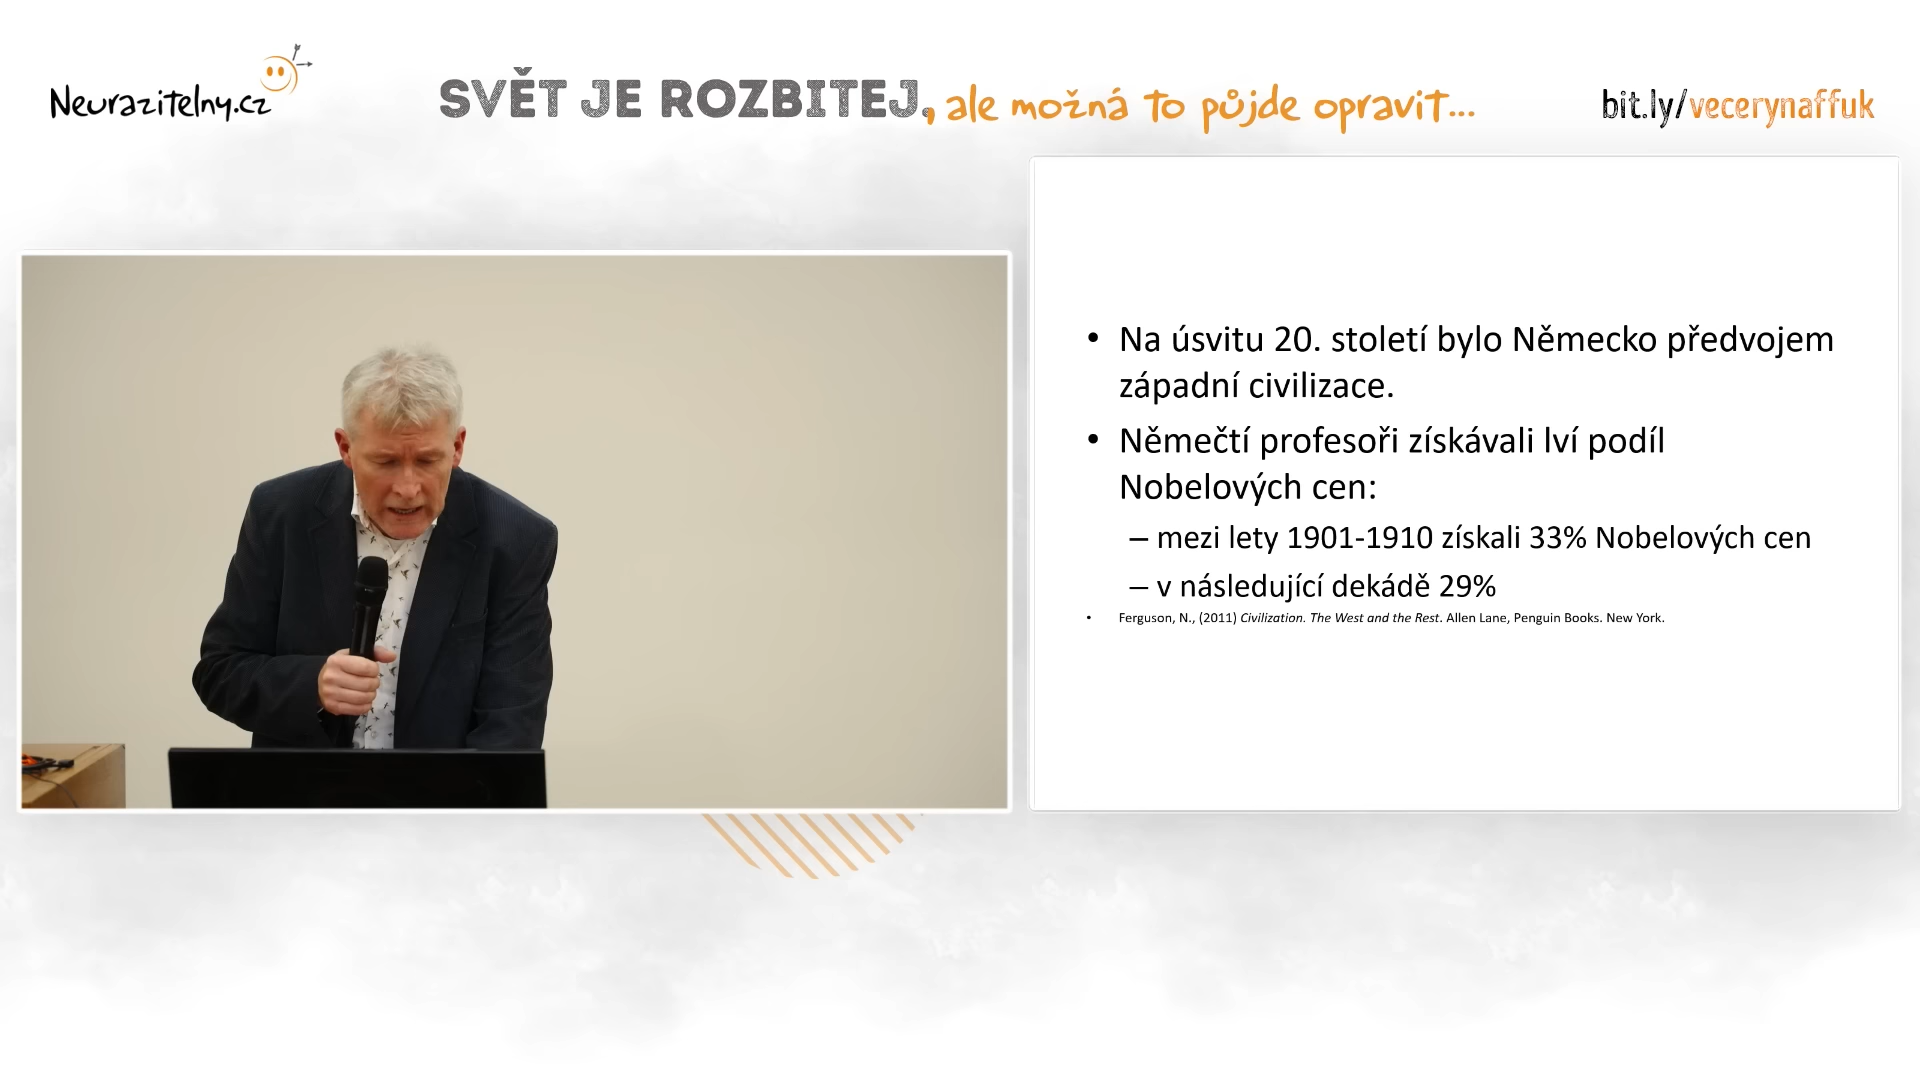 Neurazitelny.cz
SVĚT JE ROZBITEJ, ale možná to půjde opravit...
bit.ly/vecerynaffuk
• Na úsvitu 20. století bylo Německo předvojem
západní civilizace.
• Němečtí profesoři získávali lví podíl
Nobelových cen:
– mezi lety 1901-1910 získali 33% Nobelových cen
– v následující dekádě 29%
• Ferguson, N., (2011) Civilization. The West and the Rest. Allen Lane, Penguin Books. New York.